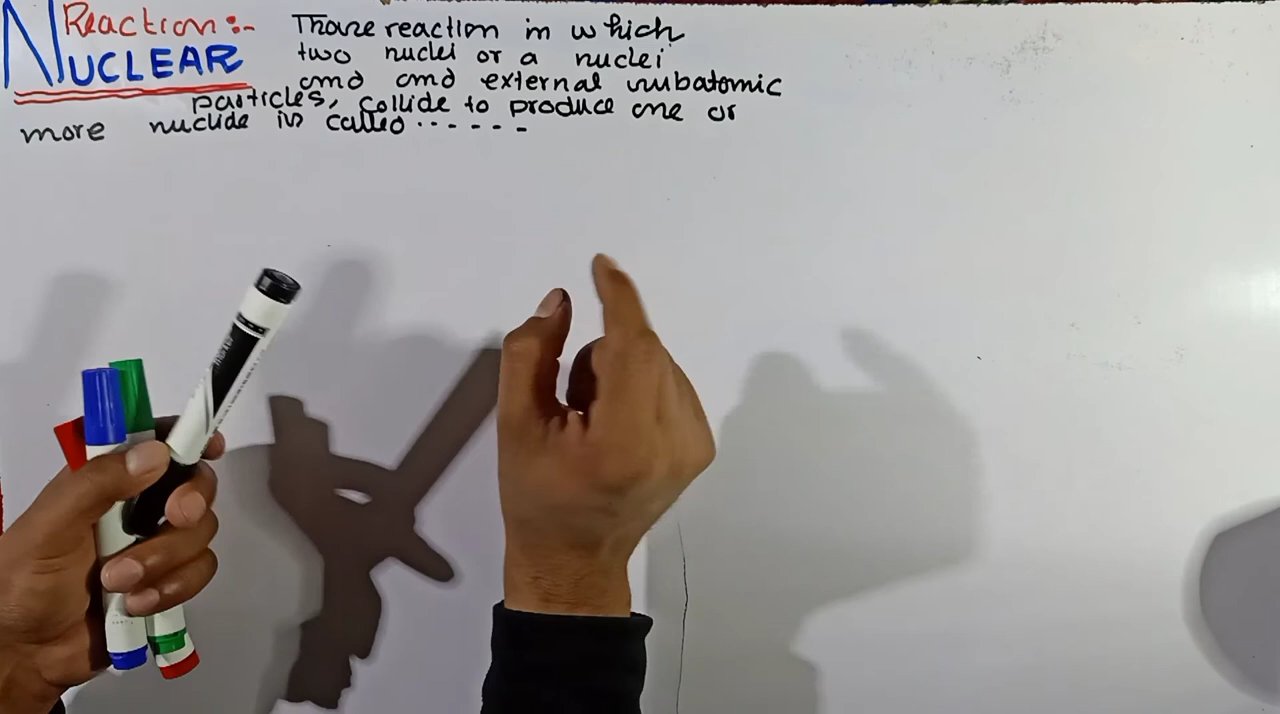 Reaction:-
NUCLEAR
Those reaction in which
two nuclei or a nuclei
and and external subatomic
particles, collide to produce one or
more nuclide is called ------